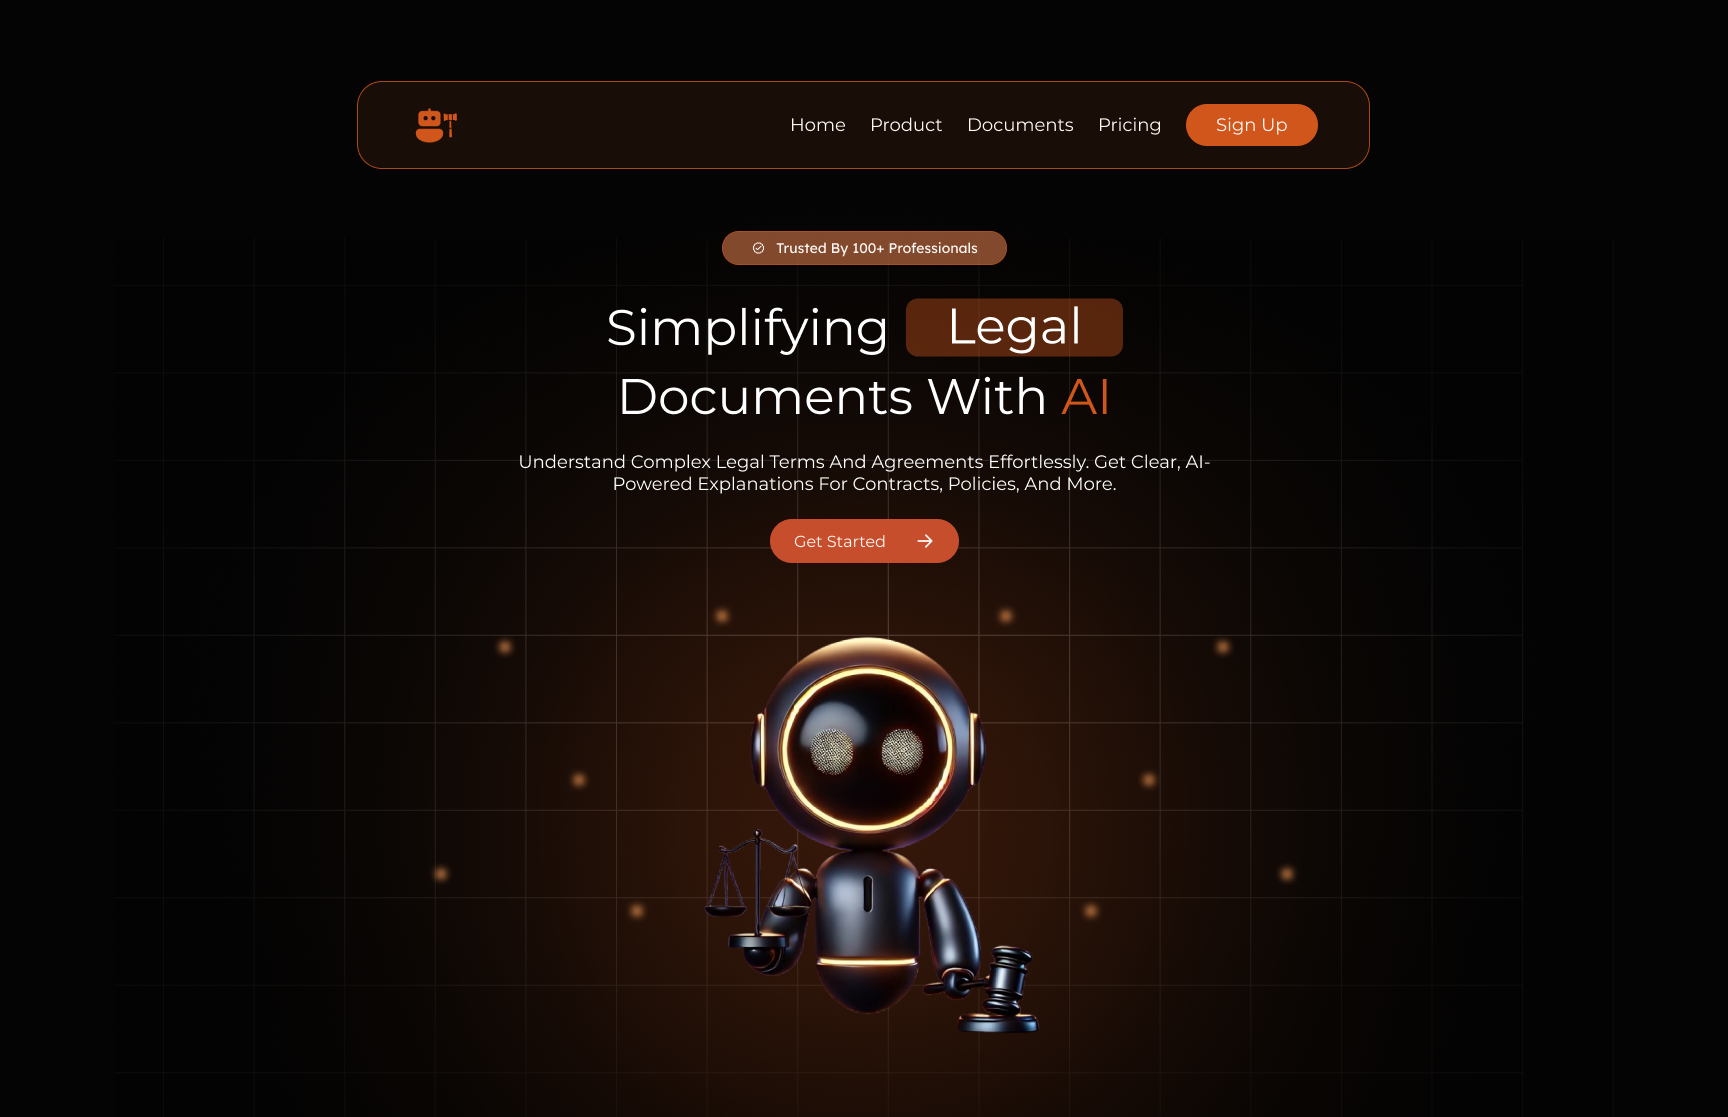 Home Product Documents Pricing Sign Up
Trusted By 100+ Professionals
Simplifying Legal
Documents With AI
Understand Complex Legal Terms And Agreements Effortlessly. Get Clear, AI-
Powered Explanations For Contracts, Policies, And More.
Get Started